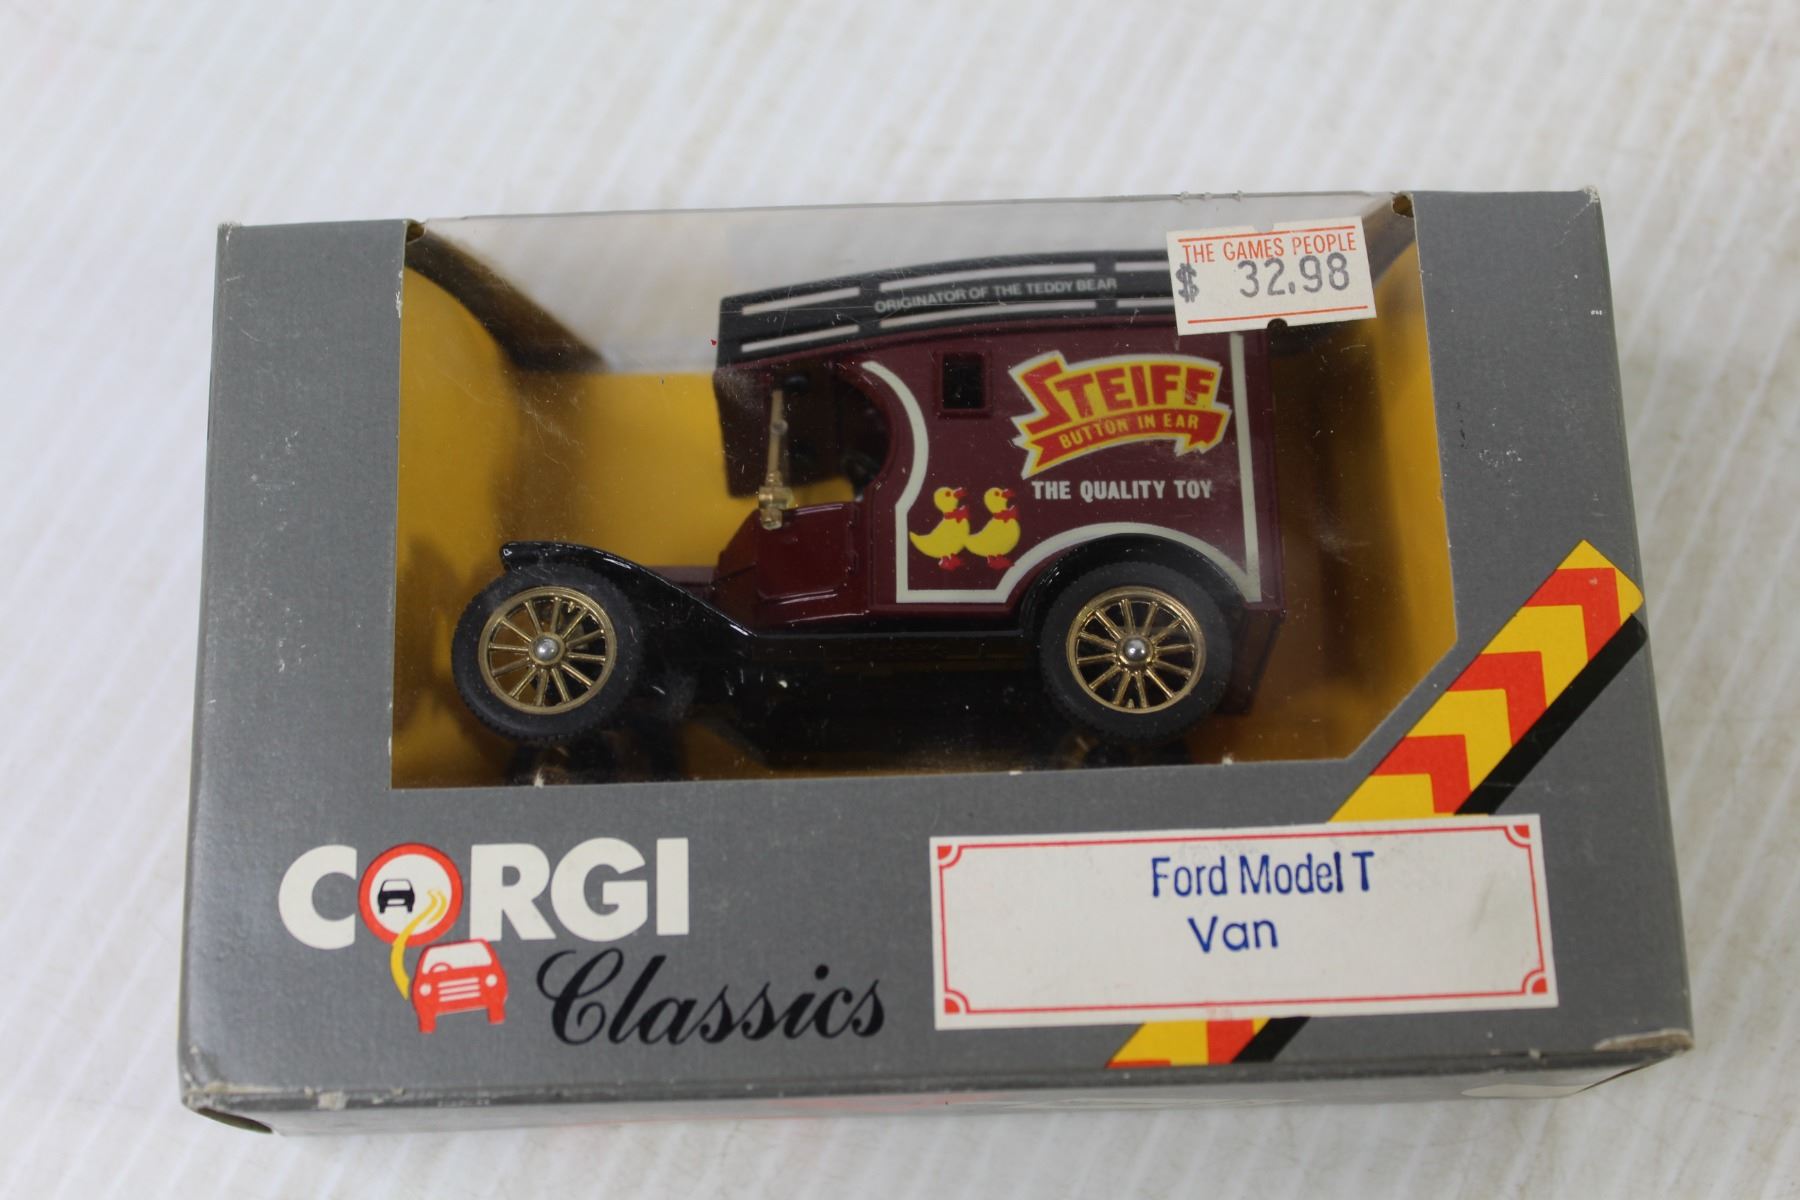 THE GAMES PEOPLE
$ 32.98
ORIGINATOR OF THE TEDDY BEAR
STEIFF
BUTTON IN EAR
THE QUALITY TOY
CORGI
Classics
Ford Model T
Van